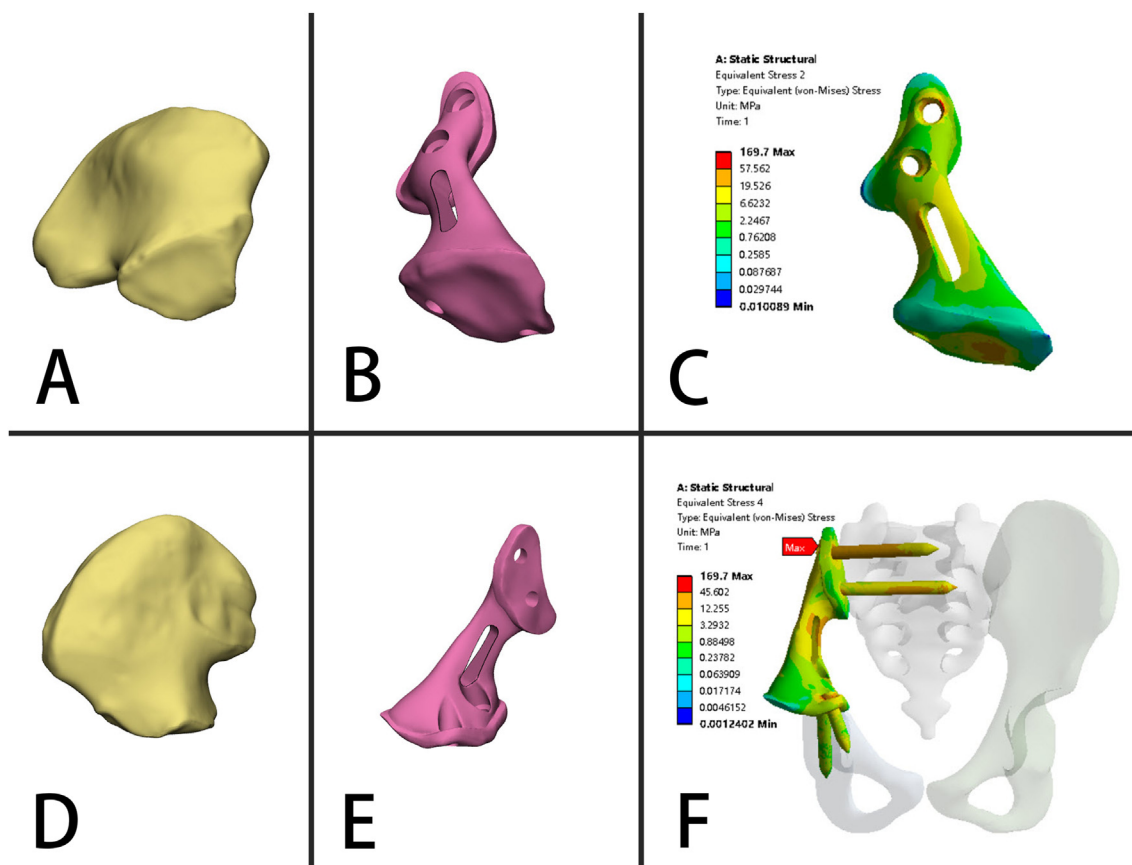 A
B
A: Static Structural
Equivalent Stress 2
Type: Equivalent (von-Mises) Stress
Unit: MPa
Time: 1
169.7 Max
57.562
19.526
6.6232
2.2467
0.76208
0.2585
0.087687
0.029744
0.010089 Min
C
D
E
A: Static Structural
Equivalent Stress 4
Type: Equivalent (von-Mises) Stress
Unit: MPa
Time: 1
Max
169.7 Max
45.602
12.255
3.2932
0.88498
0.23782
0.063909
0.017174
0.0046152
0.0012402 Min
F